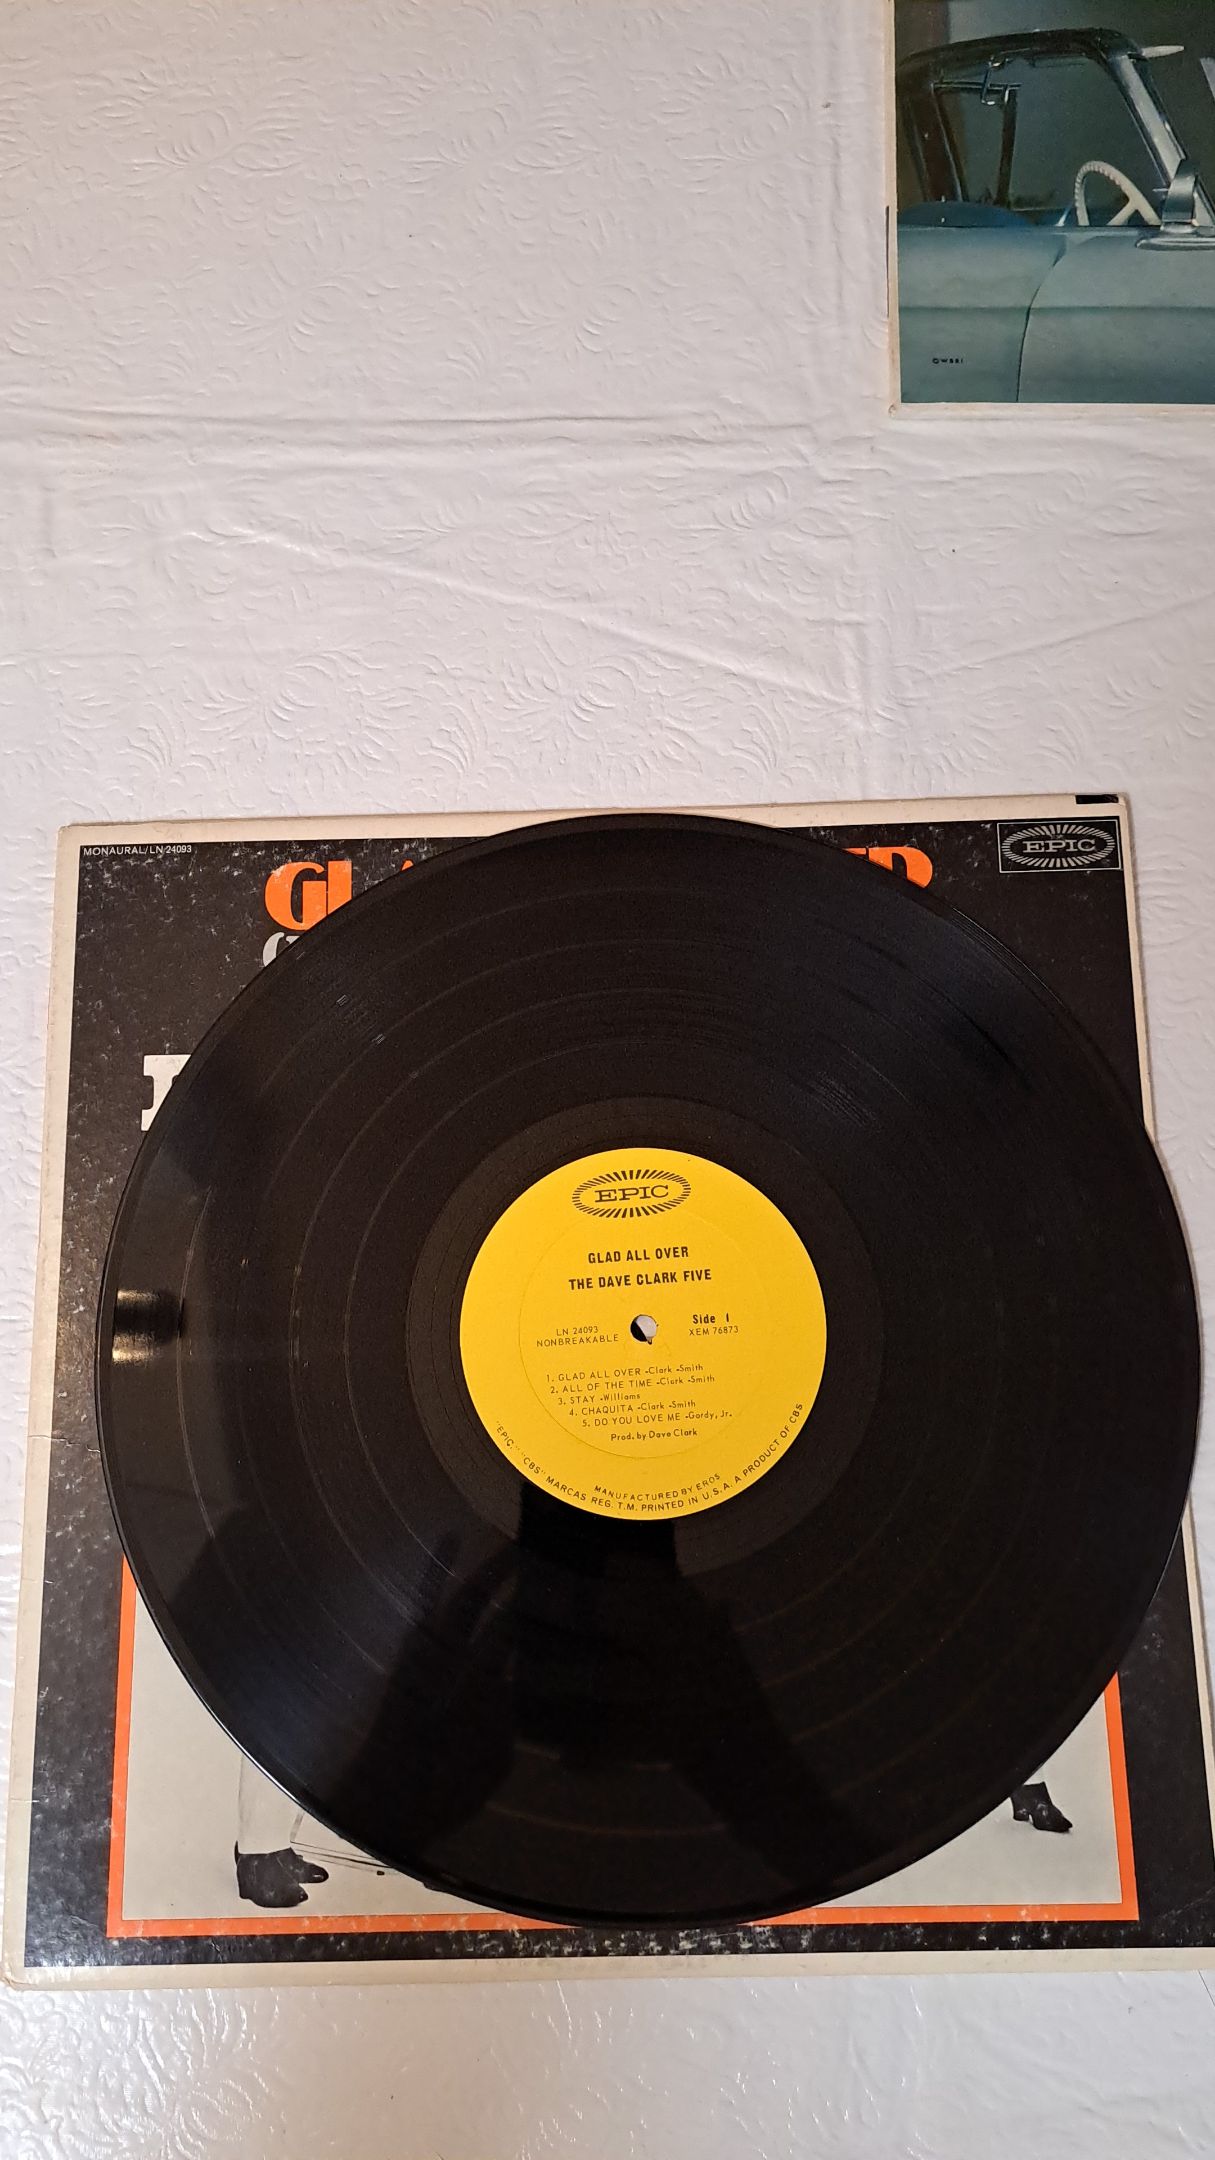 MONAURAL/LN 24093
EPIC
EPIC
GLAD ALL OVER
THE DAVE CLARK FIVE
LN 24093
NONBREAKABLE
Side 1
XEM 76873
1. GLAD ALL OVER -Clark -Smith
2. ALL OF THE TIME -Clark -Smith
3. STAY -Williams
4. CHAQUITA -Clark -Smith
5. DO YOU LOVE ME -Gordy, Jr.
Prod. by Dave Clark
MANUFACTURED BY EROS
"EPIC," "CBS" MARCAS REG. T.M. PRINTED IN U.S.A. A PRODUCT OF CBS